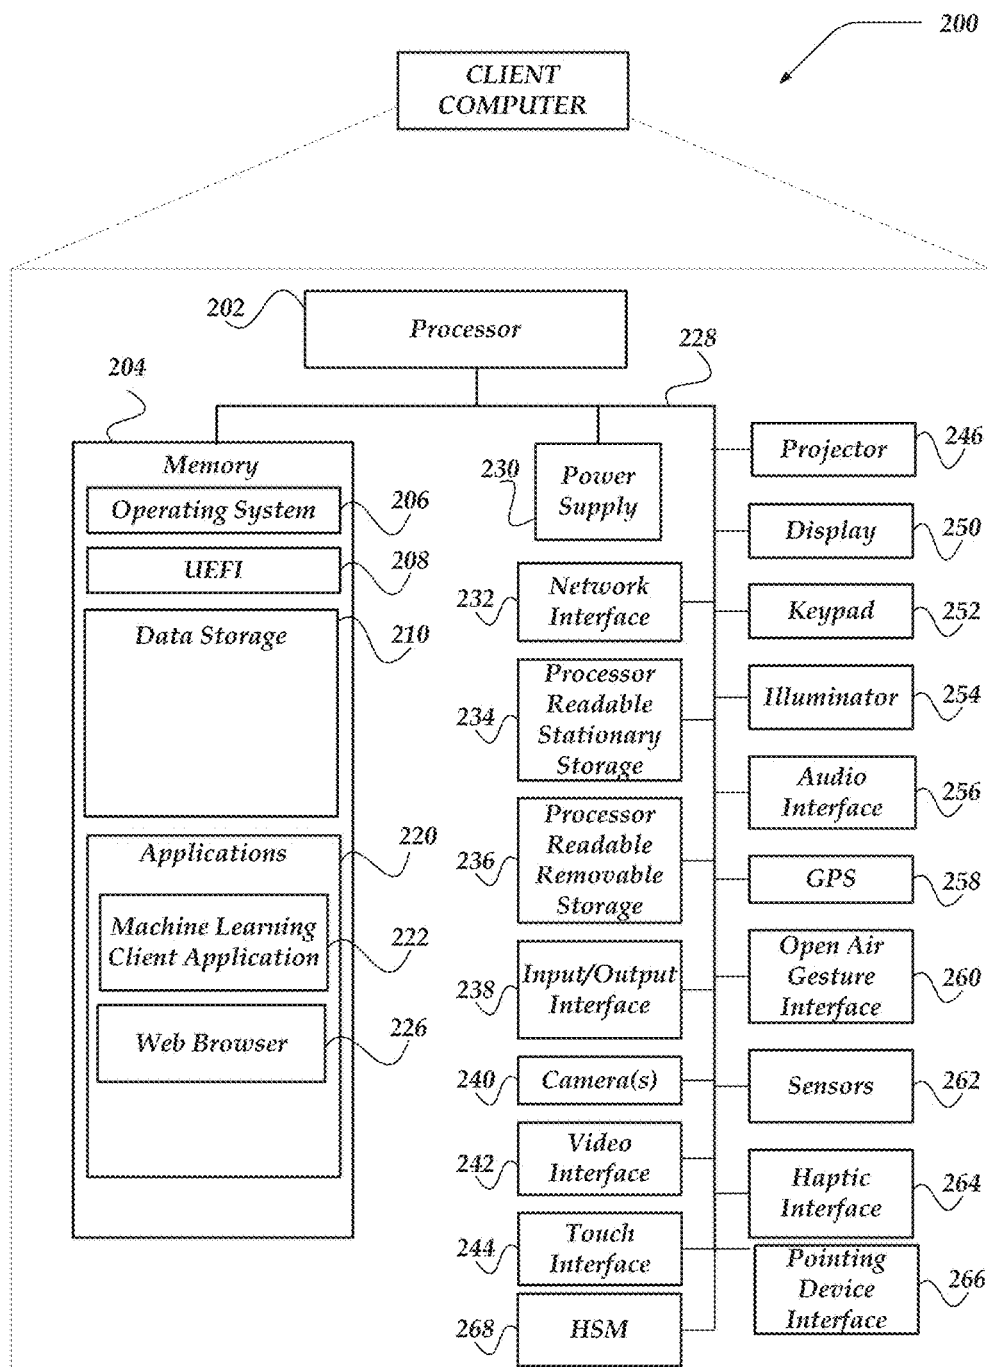 200
CLIENT
COMPUTER
202
Processor
228
204
Memory
Operating System
206
UEFI
208
Data Storage
210
Applications
220
Machine Learning
Client Application
222
Web Browser
226
230
Power
Supply
232
Network
Interface
234
Processor
Readable
Stationary
Storage
236
Processor
Readable
Removable
Storage
238
Input/Output
Interface
240
Camera(s)
242
Video
Interface
244
Touch
Interface
268
HSM
Projector
246
Display
250
Keypad
252
Illuminator
254
Audio
Interface
256
GPS
258
Open Air
Gesture
Interface
260
Sensors
262
Haptic
Interface
264
Pointing
Device
Interface
266